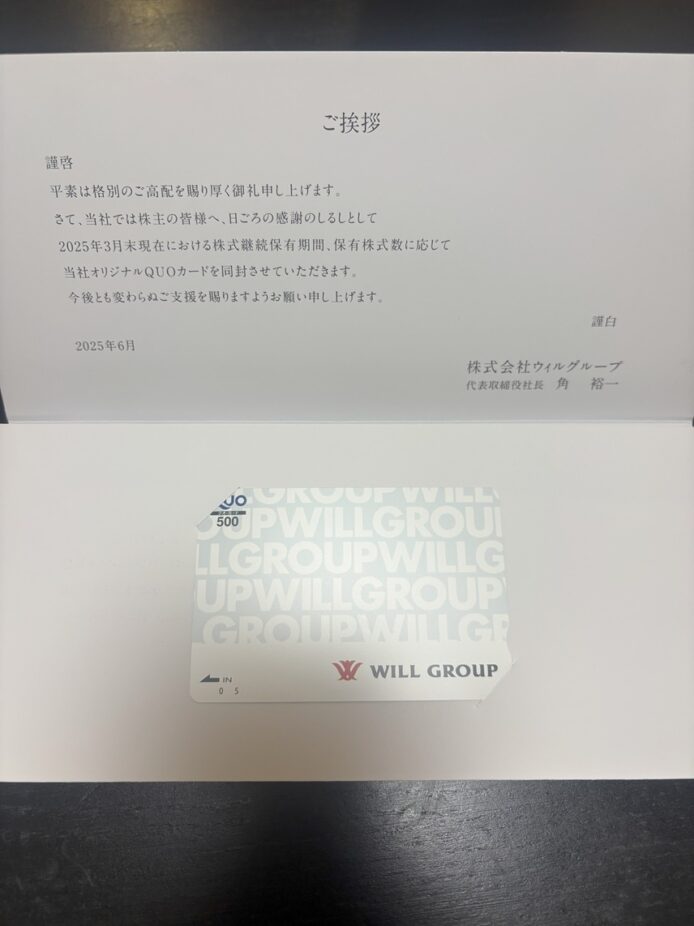 ご挨拶
謹啓
平素は格別のご高配を賜り厚く御礼申し上げます。
さて、当社では株主の皆様へ、日ごろの感謝のしるしとして
2025年3月末現在における株式継続保有期間、保有株式数に応じて
当社オリジナルQUOカードを同封させていただきます。
今後とも変わらぬご支援を賜りますようお願い申し上げます。
謹白
2025年6月
株式会社ウィルグループ
代表取締役社長 角 裕一
QUO
500
GROUPWILL
OUPWILLGROU
LLGROUPWILLG
UPWILLGROUP
GROUPWILLGR
IN
0 5
WILL GROUP